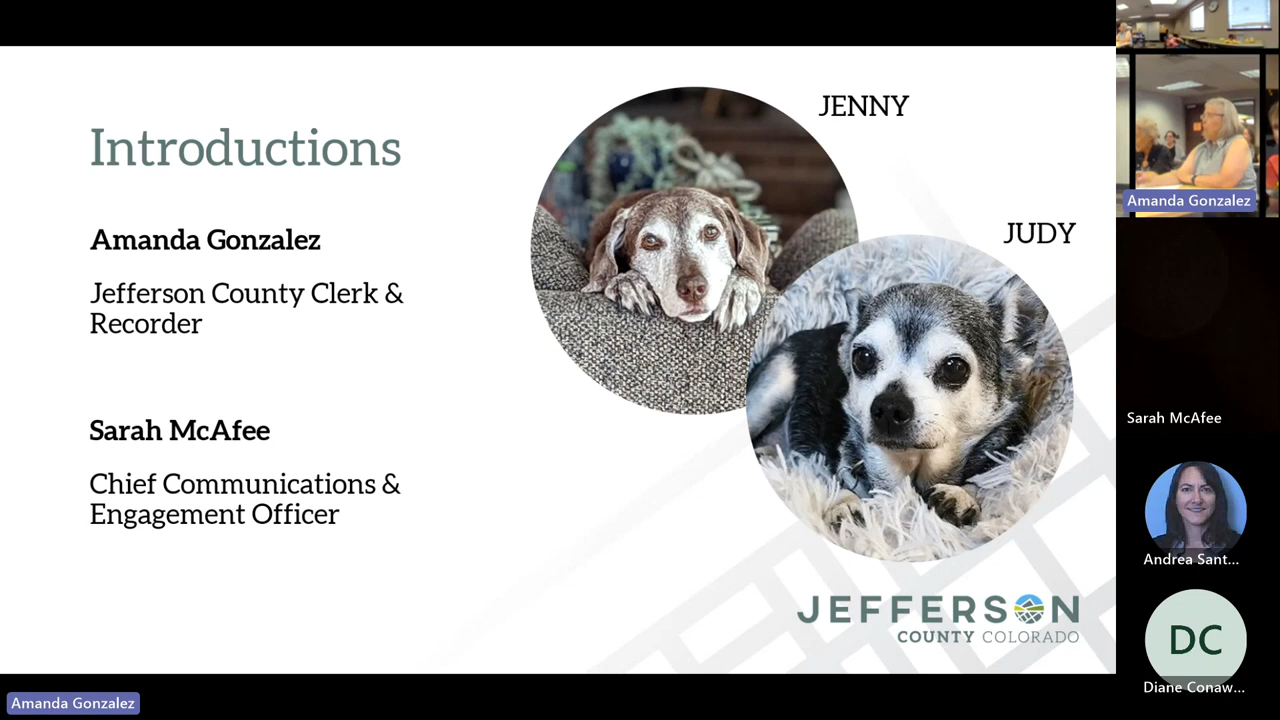 Introductions
Amanda Gonzalez
Jefferson County Clerk &
Recorder
Sarah McAfee
Chief Communications &
Engagement Officer
JENNY
JUDY
JEFFERSON
COUNTY COLORADO
Amanda Gonzalez
Sarah McAfee
Andrea Sant...
DC
Diane Conaw...
Amanda Gonzalez